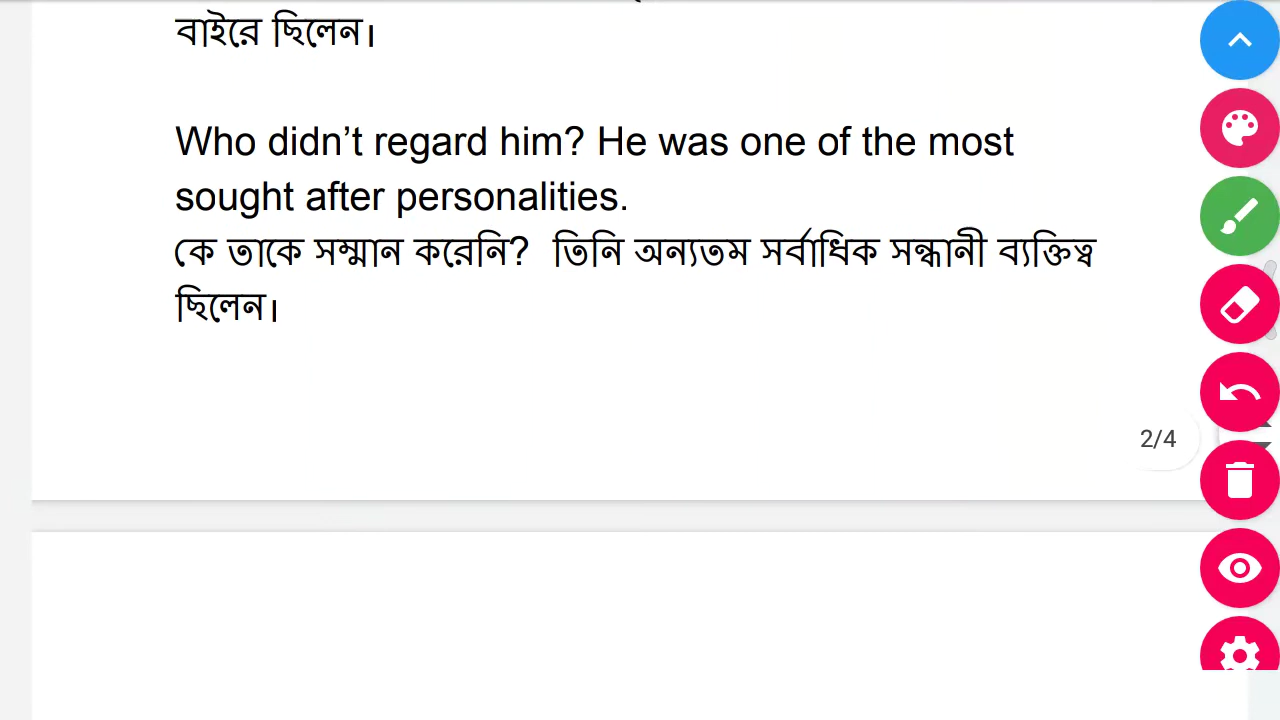 বাইরে ছিলেন।
Who didn’t regard him? He was one of the most
sought after personalities.
কে তাকে সম্মান করেনি? তিনি অন্যতম সর্বাধিক সন্ধানী ব্যক্তিত্ব
ছিলেন।
2/4